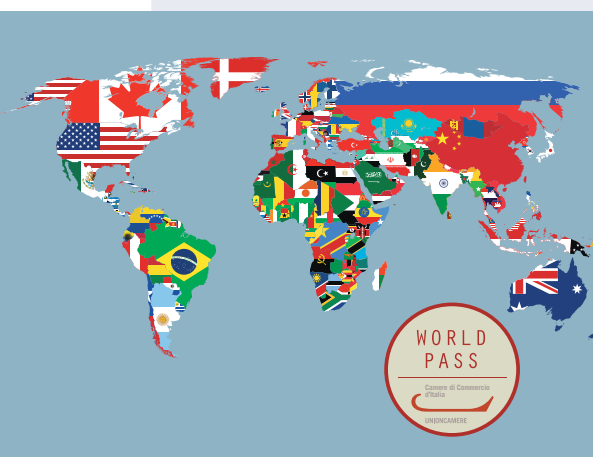 WORLD
PASS
Camere di Commercio
d'Italia
UNIONCAMERE